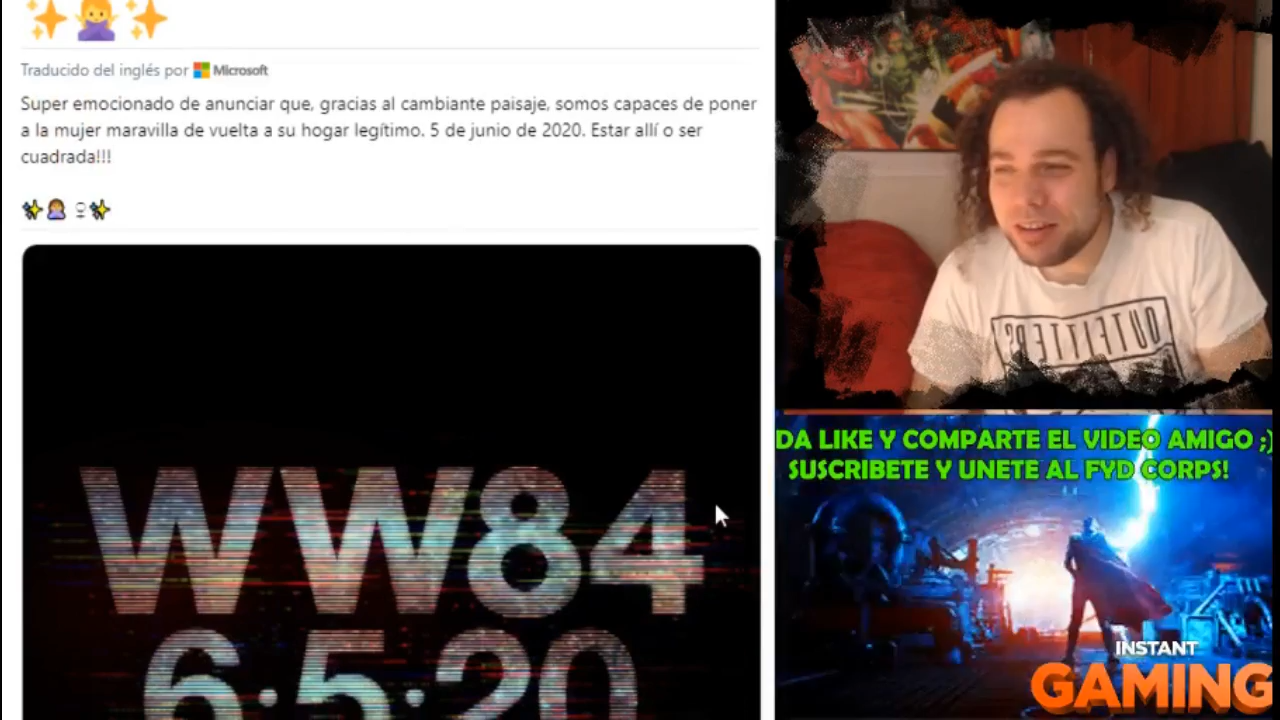 Traducido del inglés por Microsoft
Super emocionado de anunciar que, gracias al cambiante paisaje, somos capaces de poner
a la mujer maravilla de vuelta a su hogar legítimo. 5 de junio de 2020. Estar allí o ser
cuadrada!!!
WW84
6·5·20
OUTFITTERS
DA LIKE Y COMPARTE EL VIDEO AMIGO ;)
SUSCRIBETE Y UNETE AL FYD CORPS!
INSTANT
GAMING